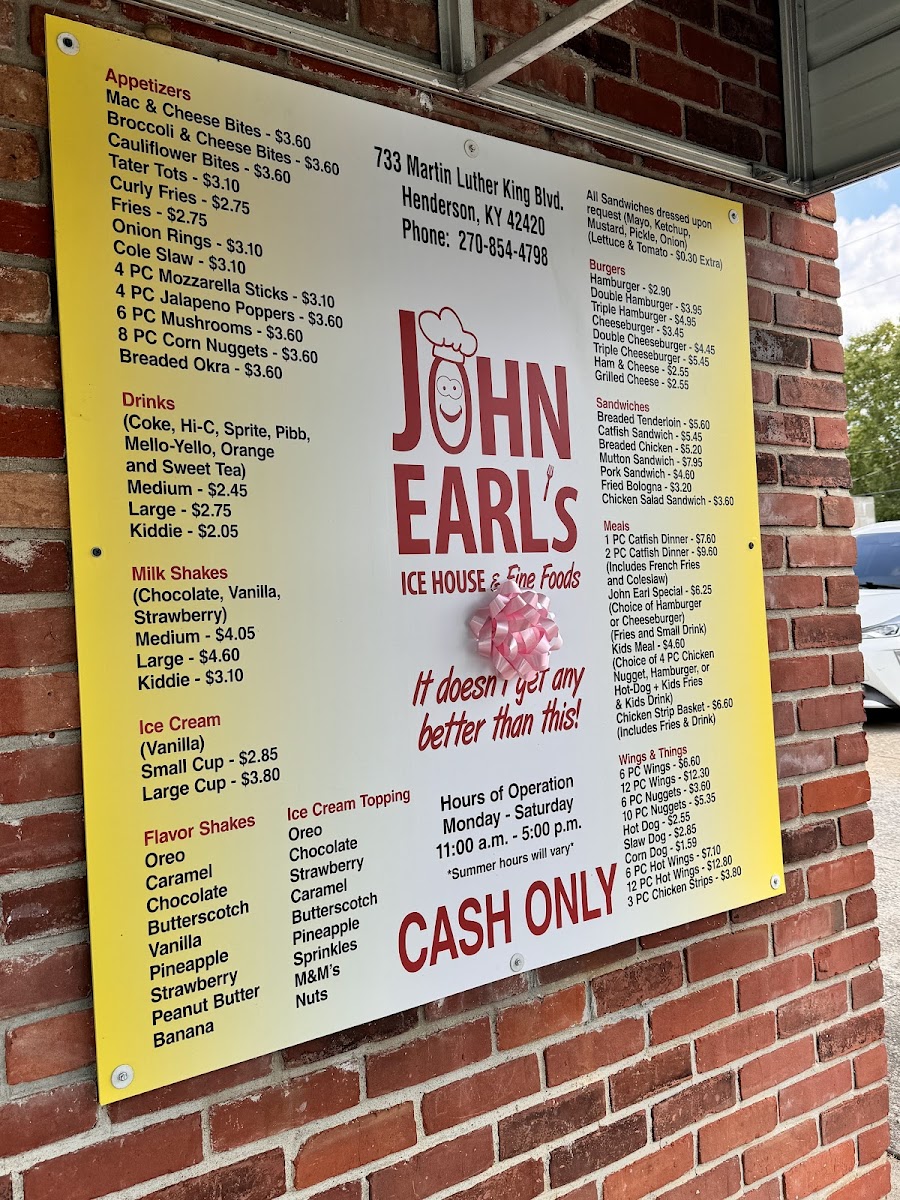 Appetizers
Mac & Cheese Bites - $3.60
Broccoli & Cheese Bites - $3.60
Cauliflower Bites - $3.60
Tater Tots - $3.10
Curly Fries - $2.75
Fries - $2.75
Onion Rings - $3.10
Cole Slaw - $3.10
4 PC Mozzarella Sticks - $3.10
4 PC Jalapeno Poppers - $3.60
6 PC Mushrooms - $3.60
8 PC Corn Nuggets - $3.60
Breaded Okra - $3.60
Drinks
(Coke, Hi-C, Sprite, Pibb,
Mello-Yello, Orange
and Sweet Tea)
Medium - $2.45
Large - $2.75
Kiddie - $2.05
Milk Shakes
(Chocolate, Vanilla,
Strawberry)
Medium - $4.05
Large - $4.60
Kiddie - $3.10
Ice Cream
(Vanilla)
Small Cup - $2.85
Large Cup - $3.80
Flavor Shakes
Oreo
Caramel
Chocolate
Butterscotch
Vanilla
Pineapple
Strawberry
Peanut Butter
Banana
Ice Cream Topping
Oreo
Chocolate
Strawberry
Caramel
Butterscotch
Pineapple
Sprinkles
M&M's
Nuts
733 Martin Luther King Blvd.
Henderson, KY 42420
Phone: 270-854-4798
JOHN
EARL's
ICE HOUSE & Fine Foods
It doesn't get any
better than this!
Hours of Operation
Monday - Saturday
11:00 a.m. - 5:00 p.m.
*Summer hours will vary*
CASH ONLY
All Sandwiches dressed upon
request (Mayo, Ketchup,
Mustard, Pickle, Onion)
(Lettuce & Tomato - $0.30 Extra)
Burgers
Hamburger - $2.90
Double Hamburger - $3.95
Triple Hamburger - $4.95
Cheeseburger - $3.45
Double Cheeseburger - $4.45
Triple Cheeseburger - $5.45
Ham & Cheese - $2.55
Grilled Cheese - $2.55
Sandwiches
Breaded Tenderloin - $5.60
Catfish Sandwich - $5.45
Breaded Chicken - $5.20
Mutton Sandwich - $7.95
Pork Sandwich - $4.60
Fried Bologna - $3.20
Chicken Salad Sandwich - $3.60
Meals
1 PC Catfish Dinner - $7.60
2 PC Catfish Dinner - $9.60
(Includes French Fries
and Coleslaw)
John Earl Special - $6.25
(Choice of Hamburger
or Cheeseburger)
(Fries and Small Drink)
Kids Meal - $4.60
(Choice of 4 PC Chicken
Nugget, Hamburger, or
Hot-Dog + Kids Fries
& Kids Drink)
Chicken Strip Basket - $6.60
(Includes Fries & Drink)
Wings & Things
6 PC Wings - $6.60
12 PC Wings - $12.30
6 PC Nuggets - $3.60
10 PC Nuggets - $5.35
Hot Dog - $2.55
Slaw Dog - $2.85
Corn Dog - $1.59
6 PC Hot Wings - $7.10
12 PC Hot Wings - $12.80
3 PC Chicken Strips - $3.80